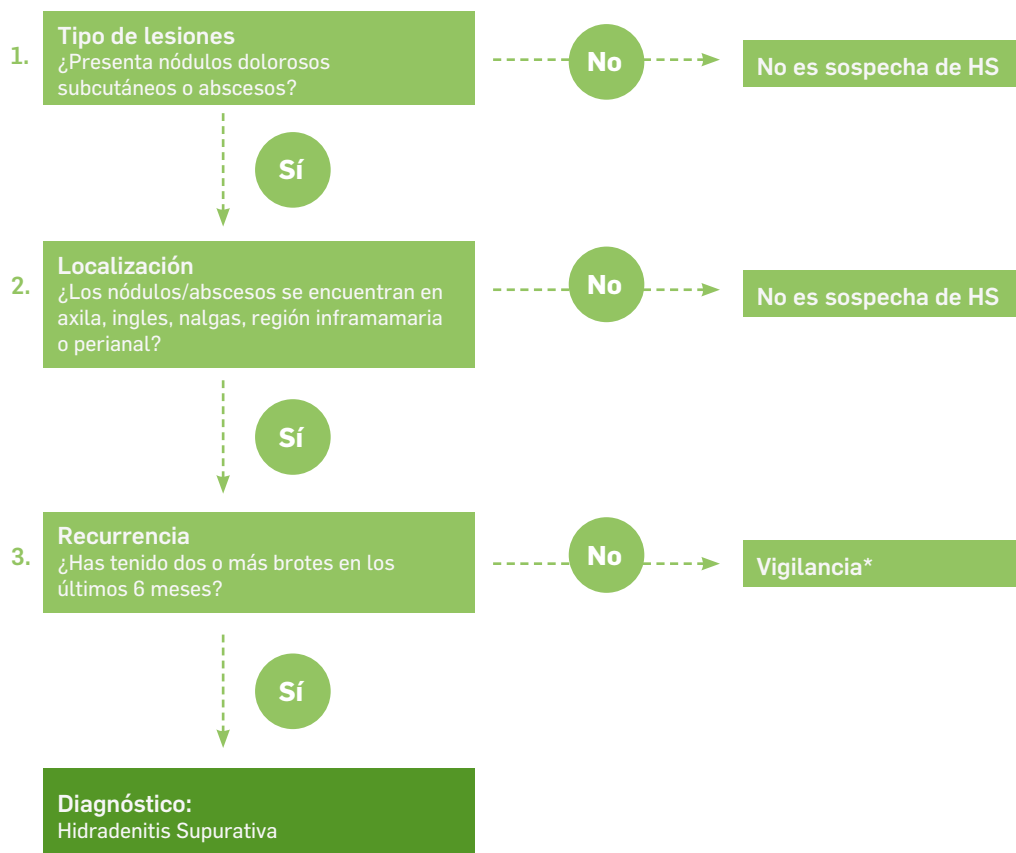 1.
Tipo de lesiones
¿Presenta nódulos dolorosos
subcutáneos o abscesos?
No
No es sospecha de HS
Sí
2.
Localización
¿Los nódulos/abscesos se encuentran en
axila, ingles, nalgas, región inframamaria
o perianal?
No
No es sospecha de HS
Sí
3.
Recurrencia
¿Has tenido dos o más brotes en los
últimos 6 meses?
No
Vigilancia*
Sí
Diagnóstico:
Hidradenitis Supurativa